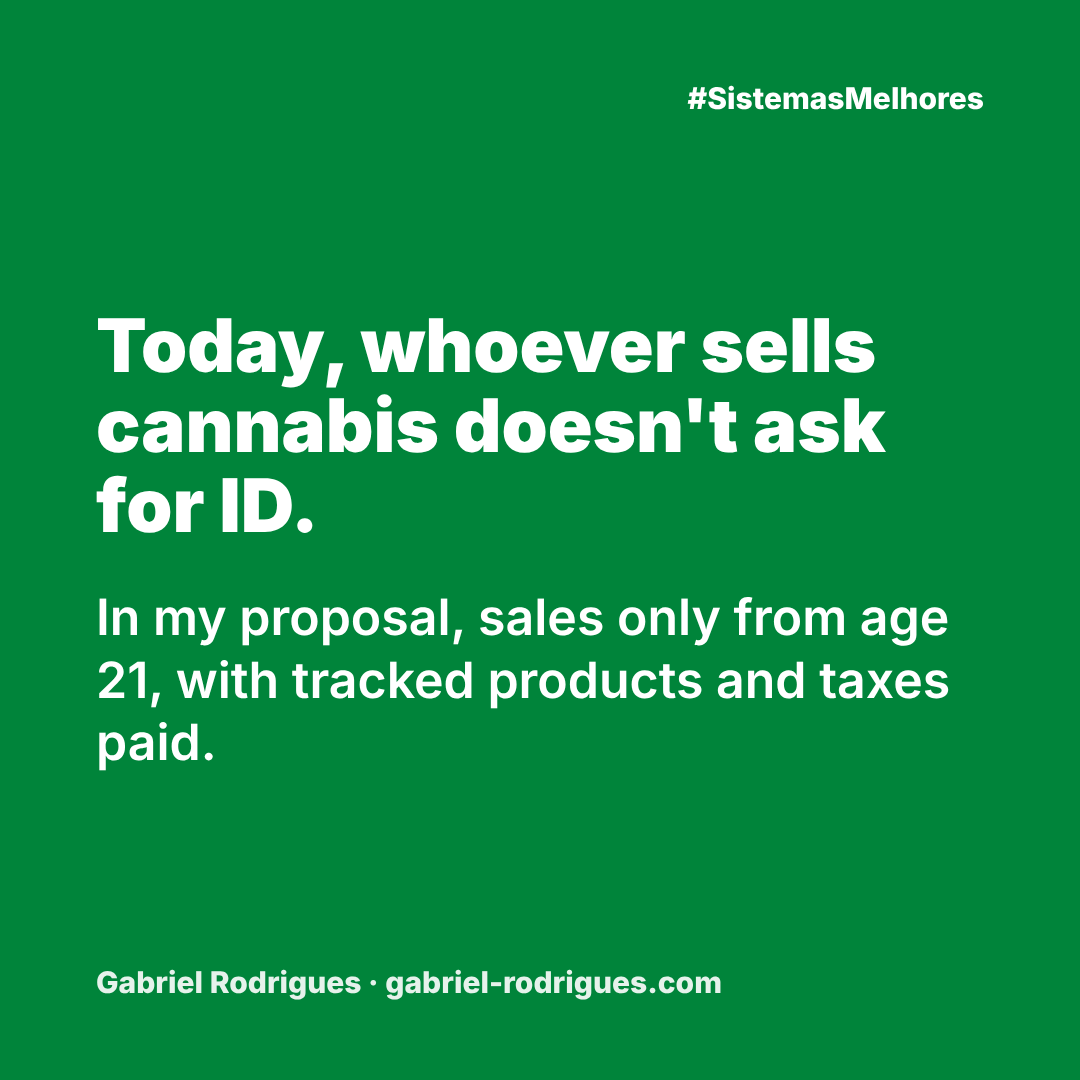 #SistemasMelhores
Today, whoever sells
cannabis doesn't ask
for ID.
In my proposal, sales only from age
21, with tracked products and taxes
paid.
Gabriel Rodrigues · gabriel-rodrigues.com